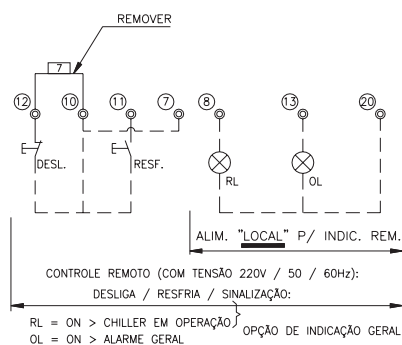 REMOVER
7
12 10 11 7 8 13 20
DESL. RESF. RL OL
ALIM. "LOCAL" P/ INDIC. REM.
CONTROLE REMOTO (COM TENSÃO 220V / 50 / 60Hz):
DESLIGA / RESFRIA / SINALIZAÇÃO:
RL = ON > CHILLER EM OPERAÇÃO
OL = ON > ALARME GERAL
OPÇÃO DE INDICAÇÃO GERAL